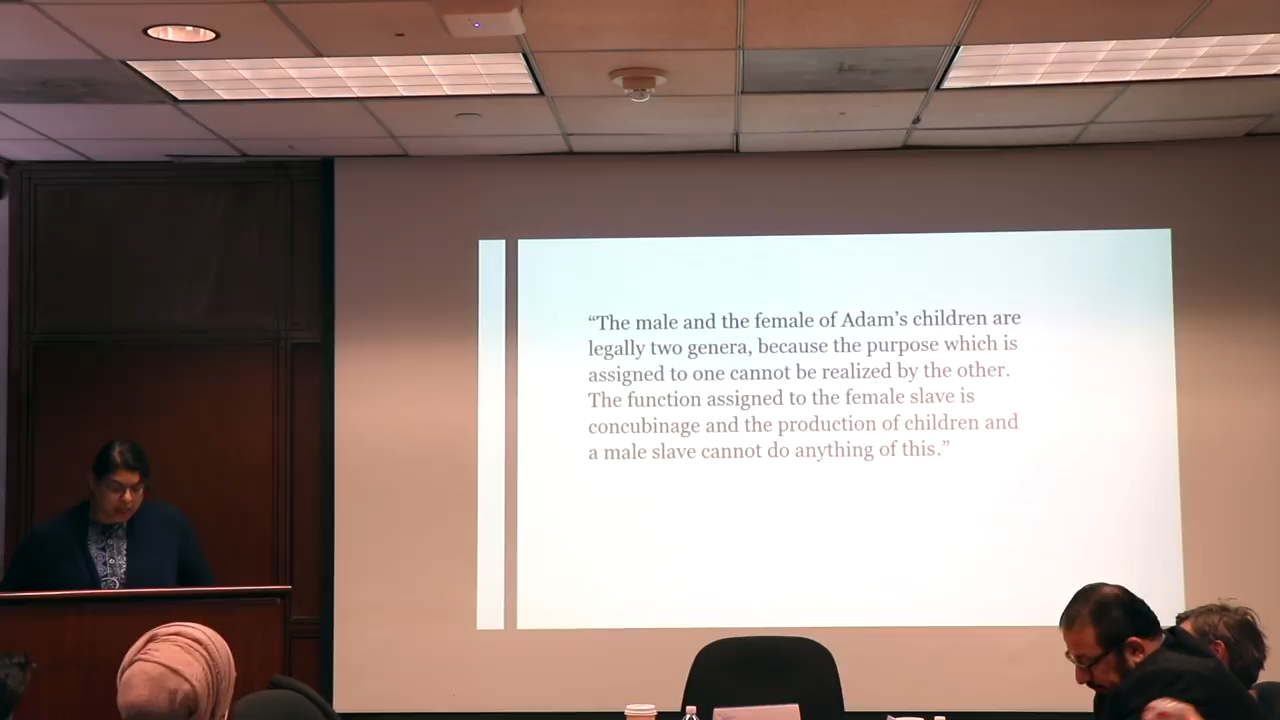 “The male and the female of Adam’s children are
legally two genera, because the purpose which is
assigned to one cannot be realized by the other.
The function assigned to the female slave is
concubinage and the production of children and
a male slave cannot do anything of this.”